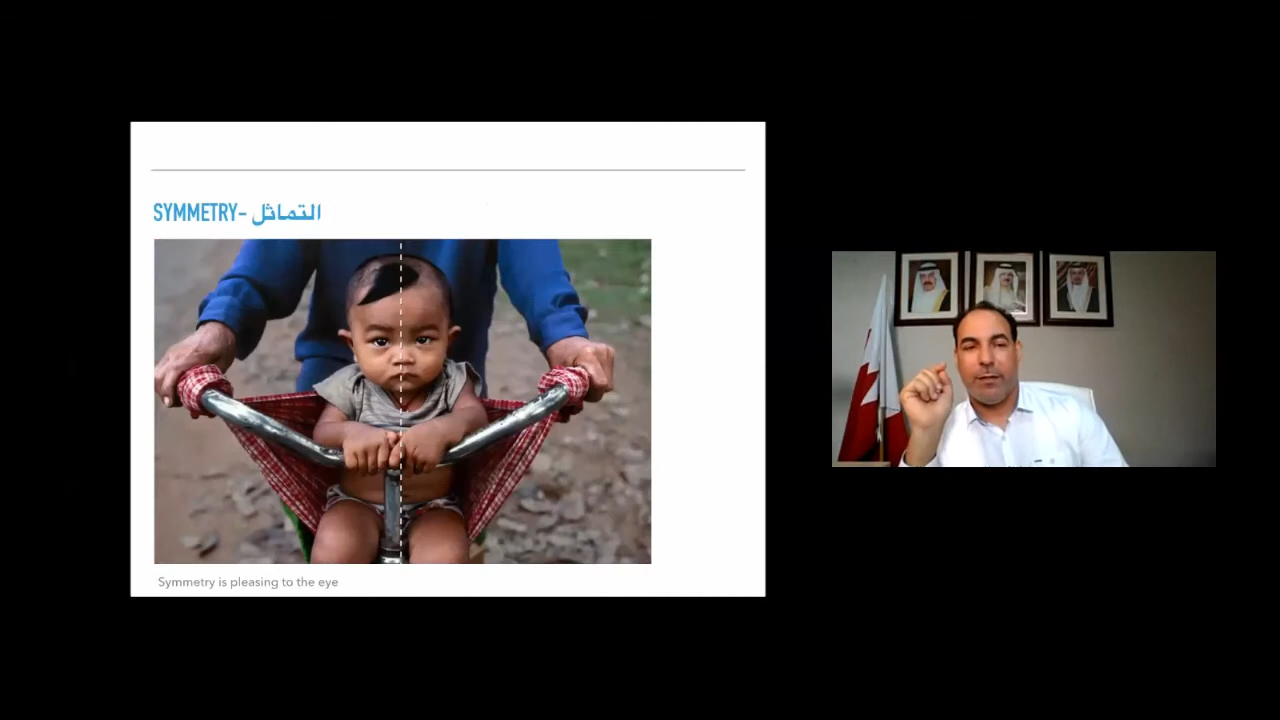 SYMMETRY- التماثل
Symmetry is pleasing to the eye